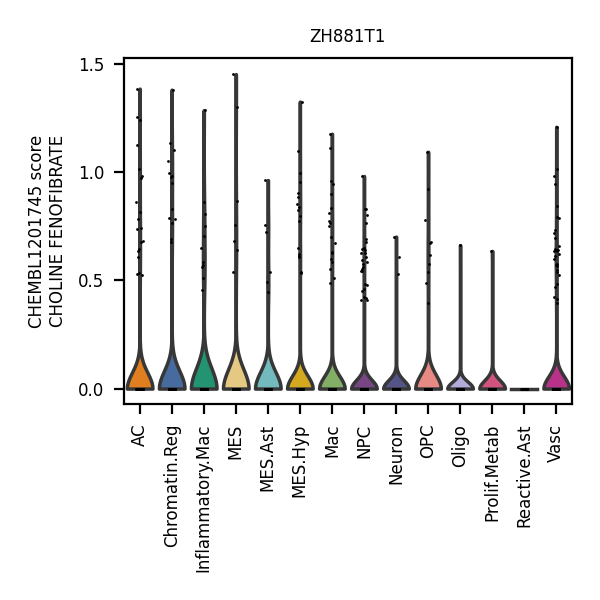 ZH881T1
CHEMBL1201745 score
CHOLINE FENOFIBRATE
1.5
1.0
0.5
0.0
AC
Chromatin.Reg
Inflammatory.Mac
MES
MES.Ast
MES.Hyp
Mac
NPC
Neuron
OPC
Oligo
Prolif.Metab
Reactive.Ast
Vasc